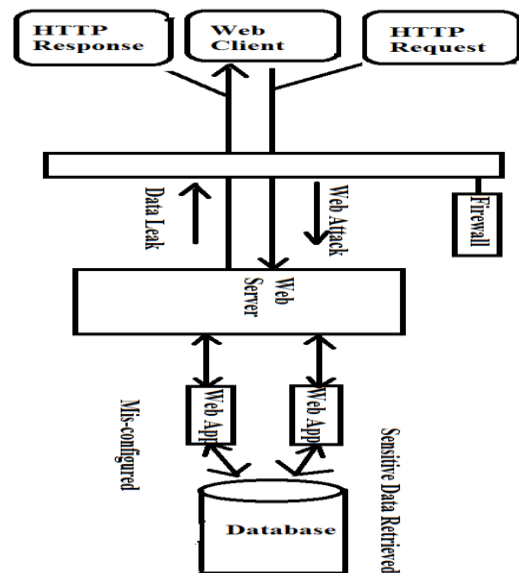 HTTP
Response
Web
Client
HTTP
Request
Data Leak
Web Attack
Firewall
Web
Server
Web App
Web App
Mis-configured
Sensitive Data Retrieved
Database